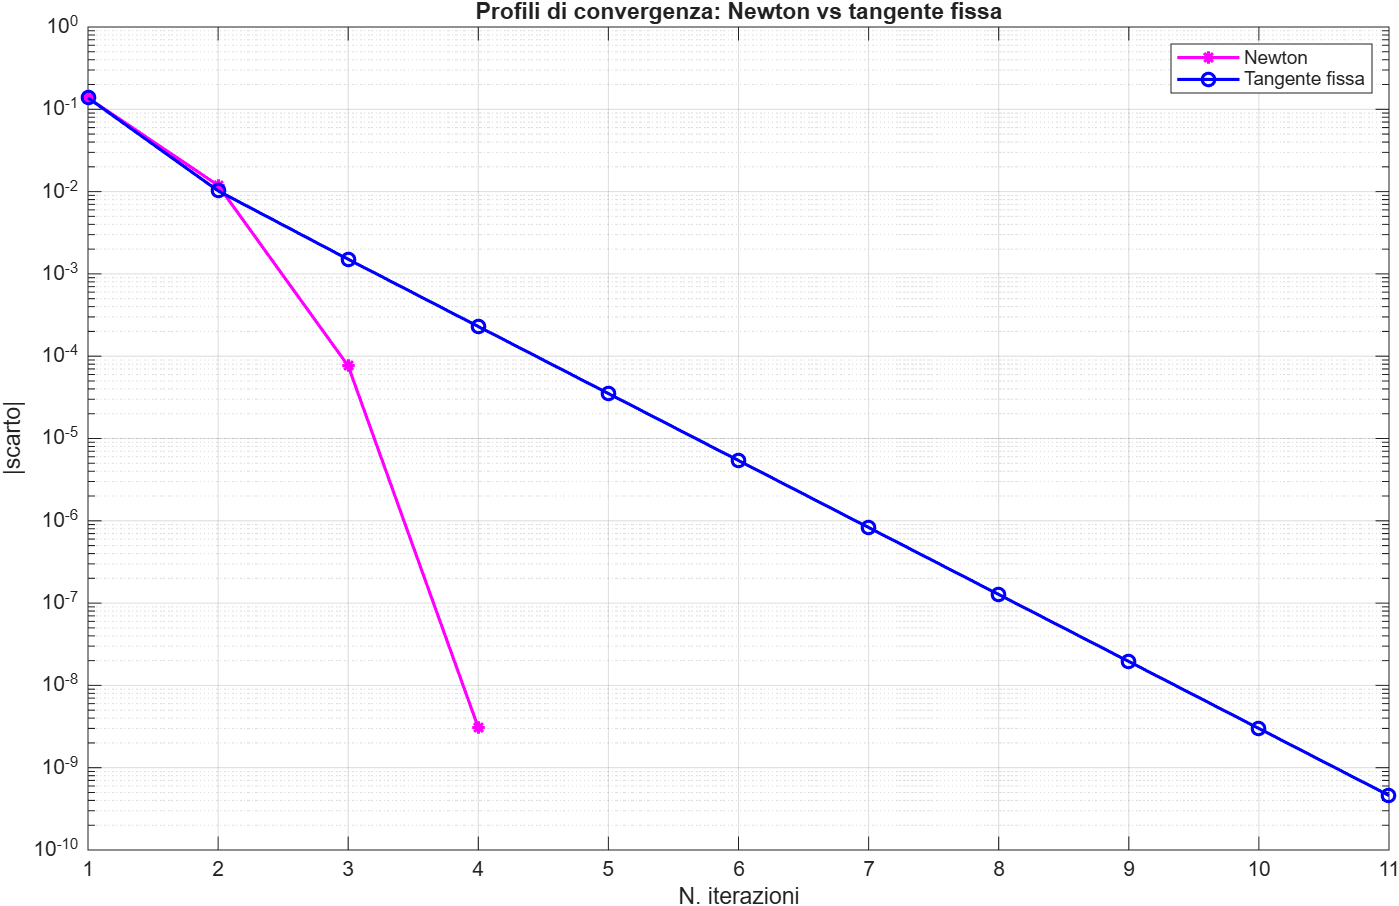 Profili di convergenza: Newton vs tangente fissa
Newton
Tangente fissa
10^0
10^-1
10^-2
10^-3
10^-4
10^-5
10^-6
10^-7
10^-8
10^-9
10^-10
|scarto|
1 2 3 4 5 6 7 8 9 10 11
N. iterazioni